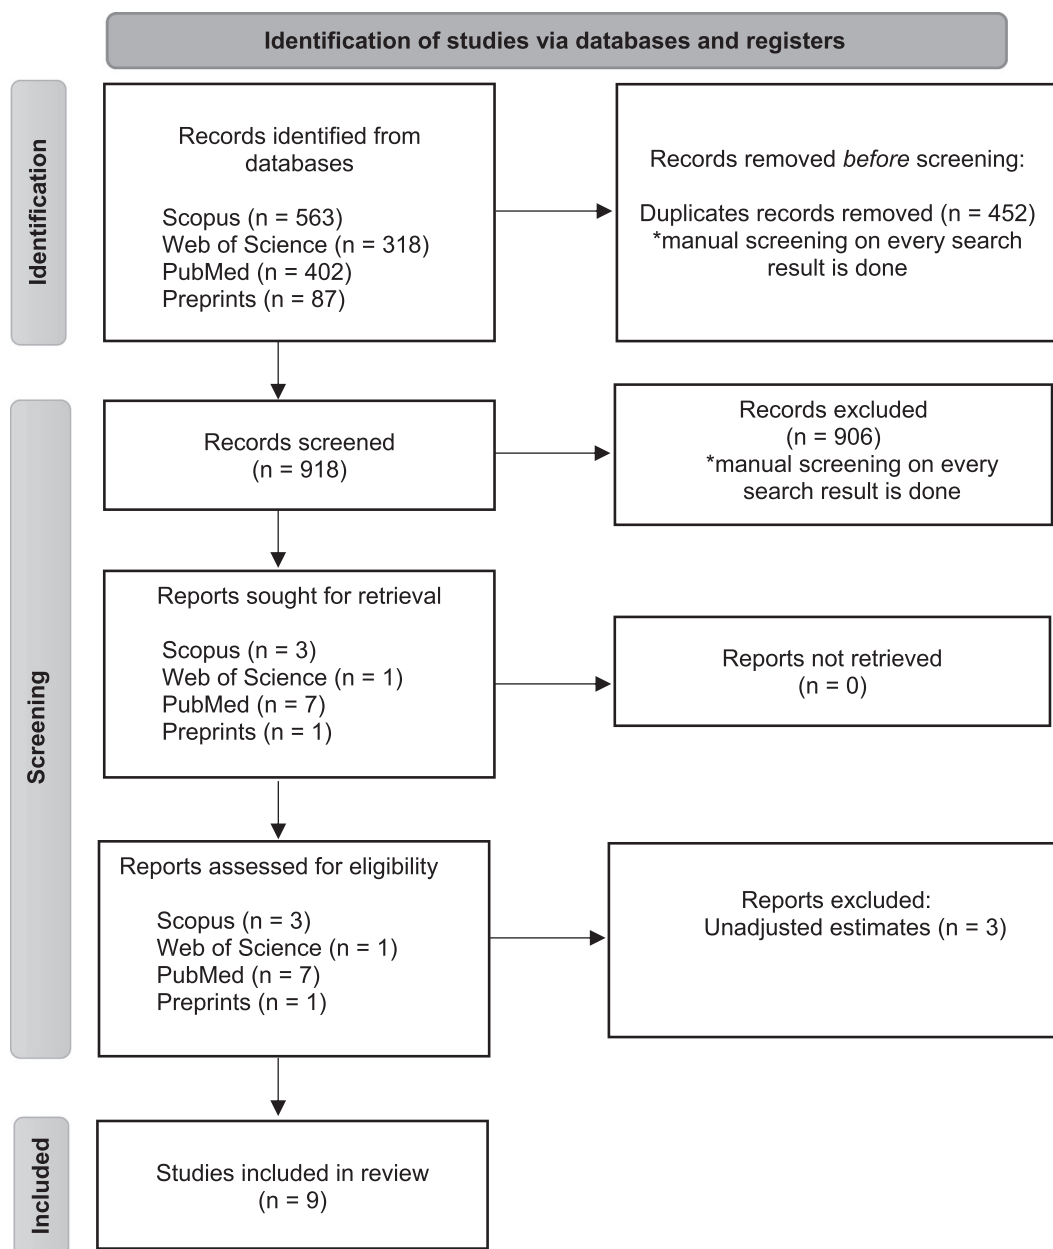 Identification of studies via databases and registers
Identification
Records identified from
databases
Scopus (n = 563)
Web of Science (n = 318)
PubMed (n = 402)
Preprints (n = 87)
Records removed before screening:
Duplicates records removed (n = 452)
*manual screening on every search
result is done
Screening
Records screened
(n = 918)
Records excluded
(n = 906)
*manual screening on every
search result is done
Reports sought for retrieval
Scopus (n = 3)
Web of Science (n = 1)
PubMed (n = 7)
Preprints (n = 1)
Reports not retrieved
(n = 0)
Reports assessed for eligibility
Scopus (n = 3)
Web of Science (n = 1)
PubMed (n = 7)
Preprints (n = 1)
Reports excluded:
Unadjusted estimates (n = 3)
Included
Studies included in review
(n = 9)